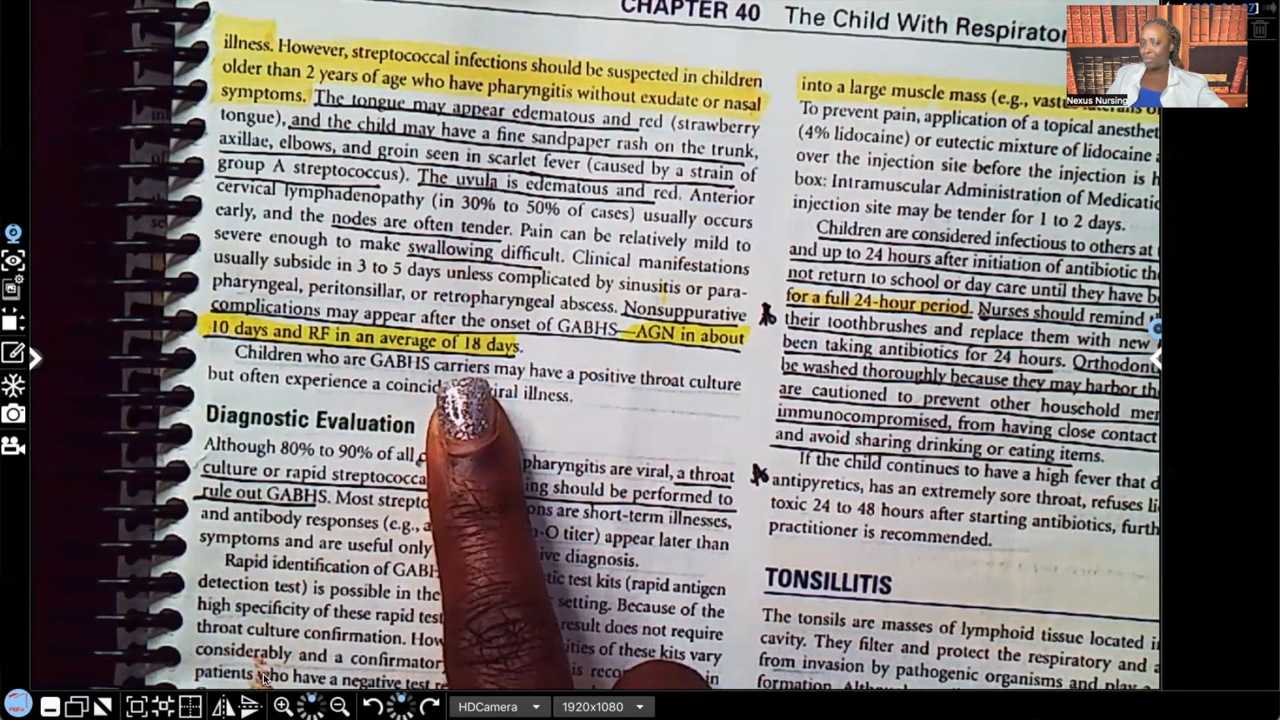 CHAPTER 40 The Child With Respirator
illness. However, streptococcal infections should be suspected in children
older than 2 years of age who have pharyngitis without exudate or nasal
symptoms. The tongue may appear edematous and red (strawberry
tongue), and the child may have a fine sandpaper rash on the trunk,
axillae, elbows, and groin seen in scarlet fever (caused by a strain of
group A streptococcus). The uvula is edematous and red. Anterior
cervical lymphadenopathy (in 30% to 50% of cases) usually occurs
early, and the nodes are often tender. Pain can be relatively mild to
severe enough to make swallowing difficult. Clinical manifestations
usually subside in 3 to 5 days unless complicated by sinusitis or para-
pharyngeal, peritonsillar, or retropharyngeal abscess. Nonsuppurative
complications may appear after the onset of GABHS—AGN in about
10 days and RF in an average of 18 days.
Children who are GABHS carriers may have a positive throat culture
but often experience a coincid viral illness.
Diagnostic Evaluation
Although 80% to 90% of all pharyngitis are viral, a throat
culture or rapid streptococca ing should be performed to
rule out GABHS. Most strepto ons are short-term illnesses,
and antibody responses (e.g., a n-O titer) appear later than
symptoms and are useful only ive diagnosis.
Rapid identification of GABH tic test kits (rapid antigen
detection test) is possible in the setting. Because of the
high specificity of these rapid test result does not require
throat culture confirmation. How ities of these kits vary
considerably and a confirmator is reco in
patients who have a negative test re
into a large muscle mass (e.g., vast
To prevent pain, application of a topical anesthet
(4% lidocaine) or eutectic mixture of lidocaine
over the injection site before the injection is h
box: Intramuscular Administration of Medicatio
injection site may be tender for 1 to 2 days.
Children are considered infectious to others at
and up to 24 hours after initiation of antibiotic the
not return to school or day care until they have be
for a full 24-hour period. Nurses should remind
their toothbrushes and replace them with new
been taking antibiotics for 24 hours. Orthodont
be washed thoroughly because they may harbor the
are cautioned to prevent other household mem
immunocompromised, from having close contact
and avoid sharing drinking or eating items.
If the child continues to have a high fever that d
antipyretics, has an extremely sore throat, refuses li
toxic 24 to 48 hours after starting antibiotics, furth
practitioner is recommended.
TONSILLITIS
The tonsils are masses of lymphoid tissue located i
cavity. They filter and protect the respiratory and
from invasion by pathogenic organisms and play
formation.
Nexus Nursing
HDCamera
1920x1080